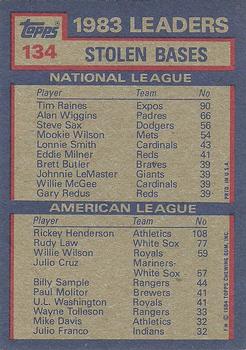 Topps
1983 LEADERS
134 STOLEN BASES
NATIONAL LEAGUE
Player Team No
Tim Raines Expos 90
Alan Wiggins Padres 66
Steve Sax Dodgers 56
Mookie Wilson Mets 54
Lonnie Smith Cardinals 43
Eddie Milner Reds 41
Brett Butler Braves 39
Johnnie LeMaster Giants 39
Willie McGee Cardinals 39
Gary Redus Reds 39
AMERICAN LEAGUE
Player Team No
Rickey Henderson Athletics 108
Rudy Law White Sox 77
Willie Wilson Royals 59
Julio Cruz Mariners-
White Sox 57
Billy Sample Rangers 44
Paul Molitor Brewers 41
U.L. Washington Royals 40
Wayne Tolleson Rangers 33
Mike Davis Athletics 32
Julio Franco Indians 32
PRTD. IN U.S.A.
© 1984 TOPPS CHEWING GUM, INC.